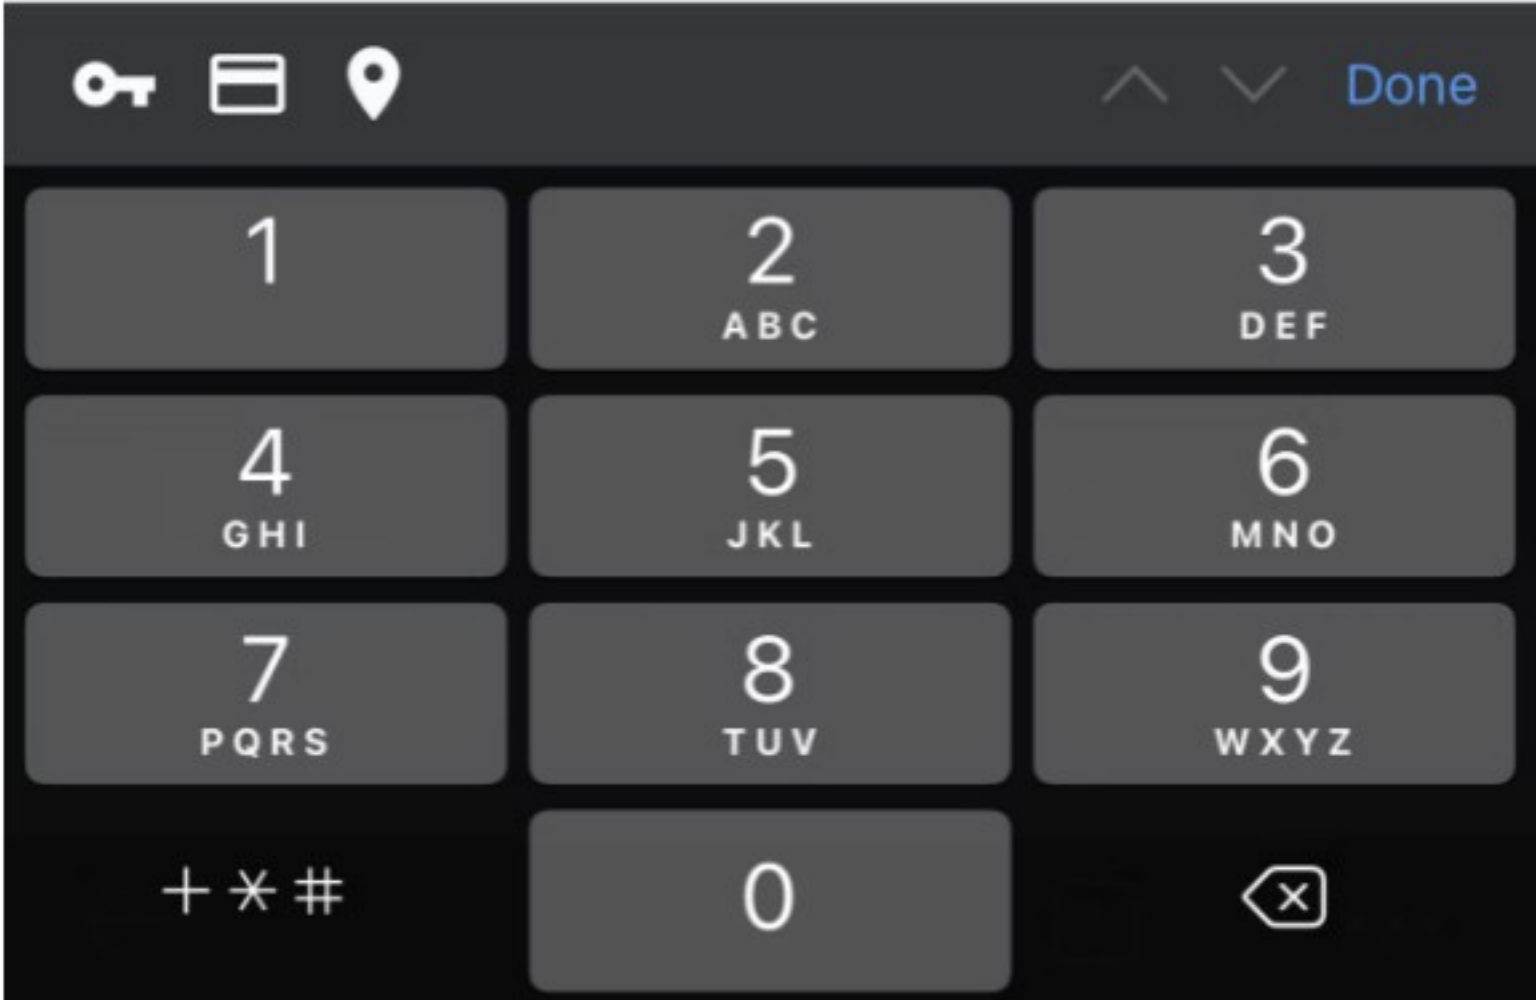 Done
1 2 3
ABC DEF
4 5 6
GHI JKL MNO
7 8 9
PQRS TUV WXYZ
+*# 0